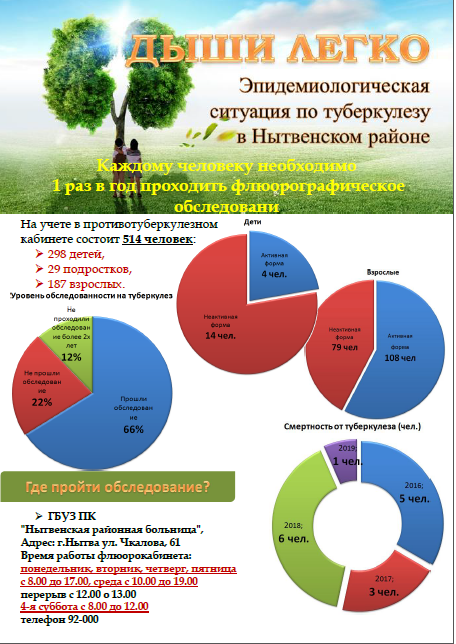 ДЫШИ ЛЕГКО
Эпидемиологическая
ситуация по туберкулезу
в Нытвенском районе
Каждому человеку необходимо
1 раз в год проходить флюорографическое
обследовани
На учете в противотуберкулезном
кабинете состоит 514 человек:
298 детей,
29 подростков,
187 взрослых.
Дети
Активная
форма
4 чел.
Неактивная
форма
14 чел.
Взрослые
Неактивная
форма
79 чел
Активная
форма
108 чел
Уровень обследованности на туберкулез
Не
проходили
обследован
ие более 2х
лет
12%
Не прошли
обследован
ие
22%
Прошли
обследован
ие
66%
Смертность от туберкулеза (чел.)
2019;
1 чел.
2016;
5 чел.
2018;
6 чел.
2017;
3 чел.
Где пройти обследование?
ГБУЗ ПК
"Нытвенская районная больница",
Адрес: г.Нытва ул. Чкалова, 61
Время работы флюорокабинета:
понедельник, вторник, четверг, пятница
с 8.00 до 17.00, среда с 10.00 до 19.00
перерыв с 12.00 о 13.00
4-я суббота с 8.00 до 12.00
телефон 92-000